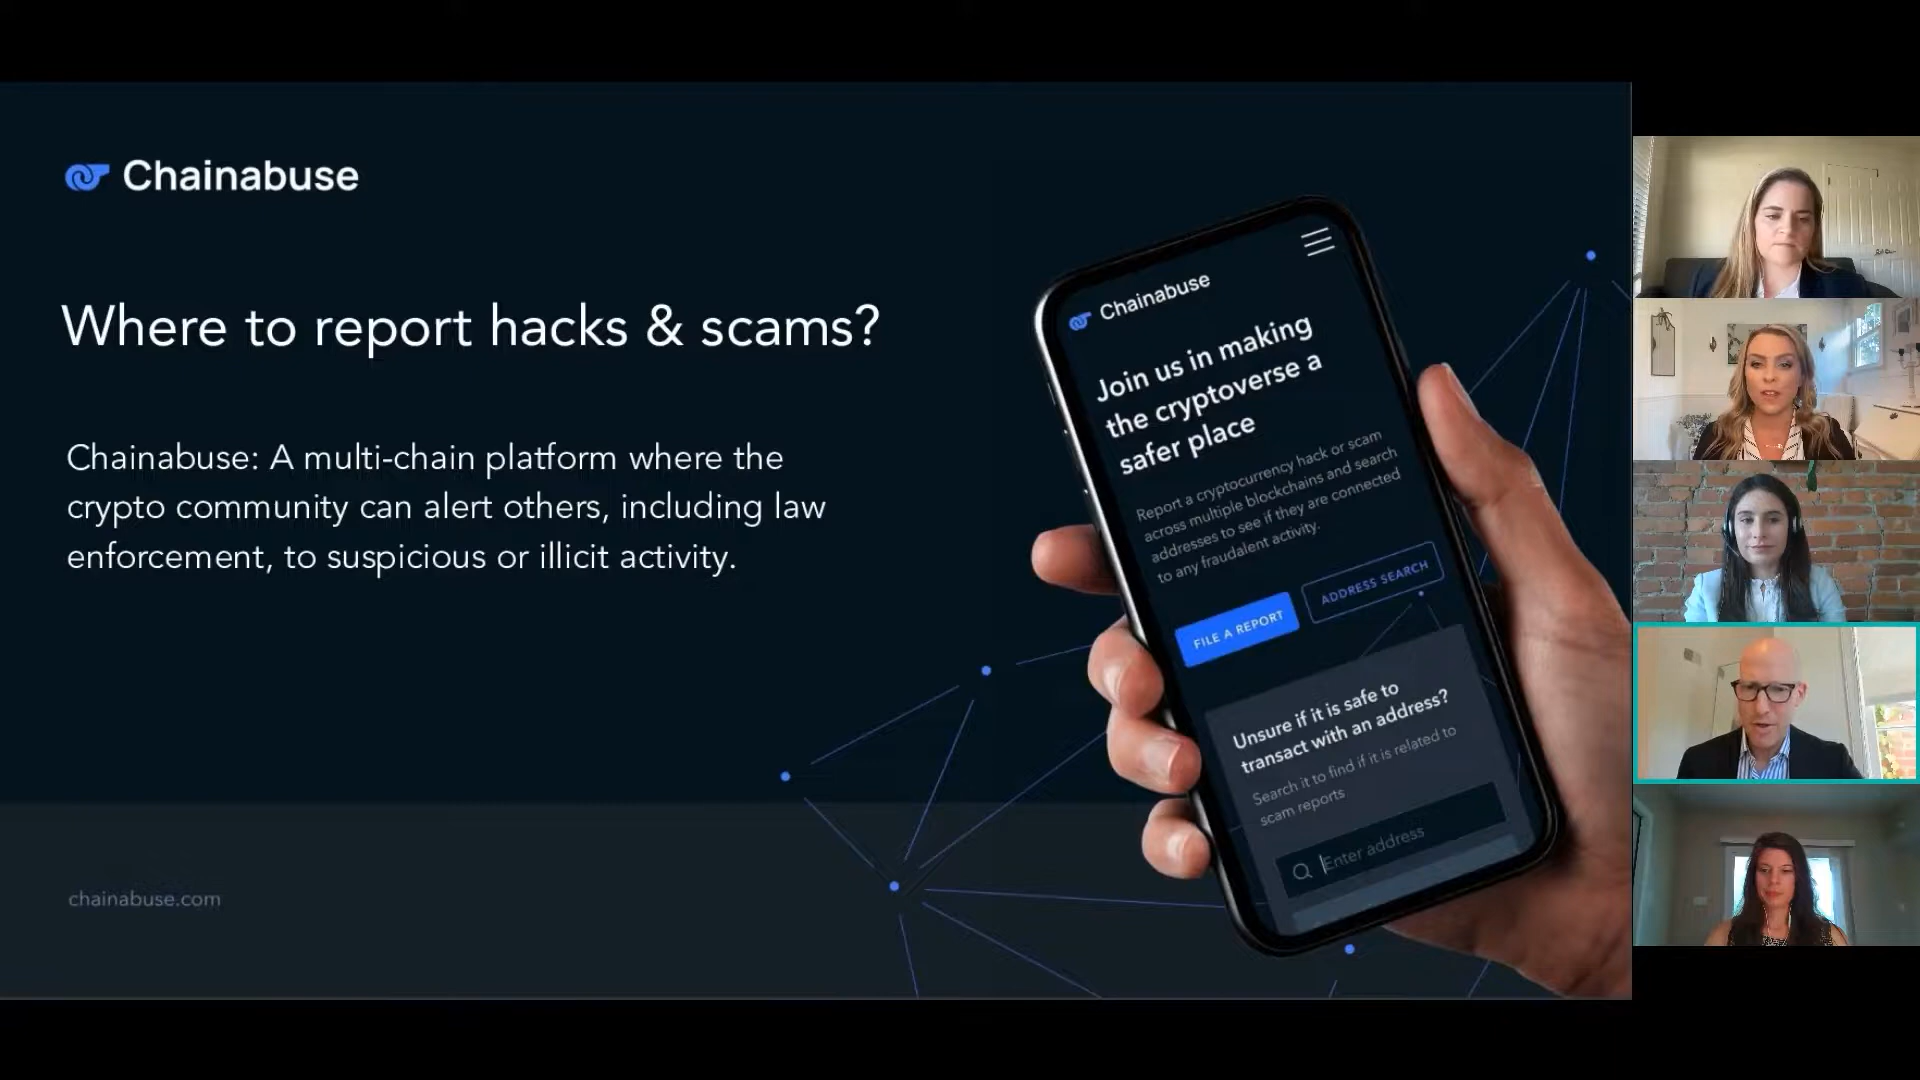 Chainabuse
Where to report hacks & scams?
Chainabuse: A multi-chain platform where the
crypto community can alert others, including law
enforcement, to suspicious or illicit activity.
chainabuse.com
Chainabuse
Join us in making
the cryptoverse a
safer place
Report a cryptocurrency hack or scam
across multiple blockchains and search
addresses to see if they are connected
to any fraudalent activity.
FILE A REPORT
ADDRESS SEARCH
Unsure if it is safe to
transact with an address?
Search it to find if it is related to
scam reports
Enter address